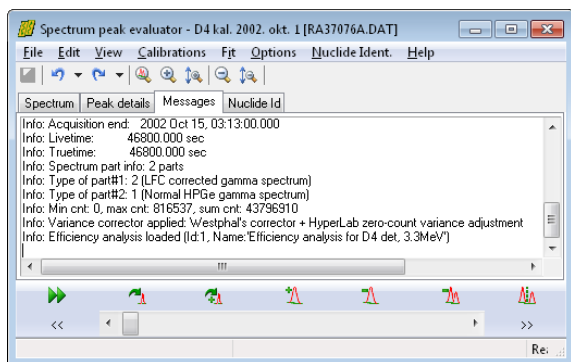 Spectrum peak evaluator - D4 kal. 2002. okt. 1 [RA37076A.DAT]
File Edit View Calibrations Fit Options Nuclide Ident. Help
Spectrum Peak details Messages Nuclide Id
Info: Acquisition end: 2002 Oct 15, 03:13:00.000
Info: Livetime: 46800.000 sec
Info: Truetime: 46800.000 sec
Info: Spectrum part info: 2 parts
Info: Type of part#1: 2 (LFC corrected gamma spectrum)
Info: Type of part#2: 1 (Normal HPGe gamma spectrum)
Info: Min cnt: 0, max cnt: 816537, sum cnt: 43796910
Info: Variance corrector applied: Westphal's corrector + HyperLab zero-count variance adjustment
Info: Efficiency analysis loaded (Id:1, Name:'Efficiency analysis for D4 det, 3.3MeV')
<< >>